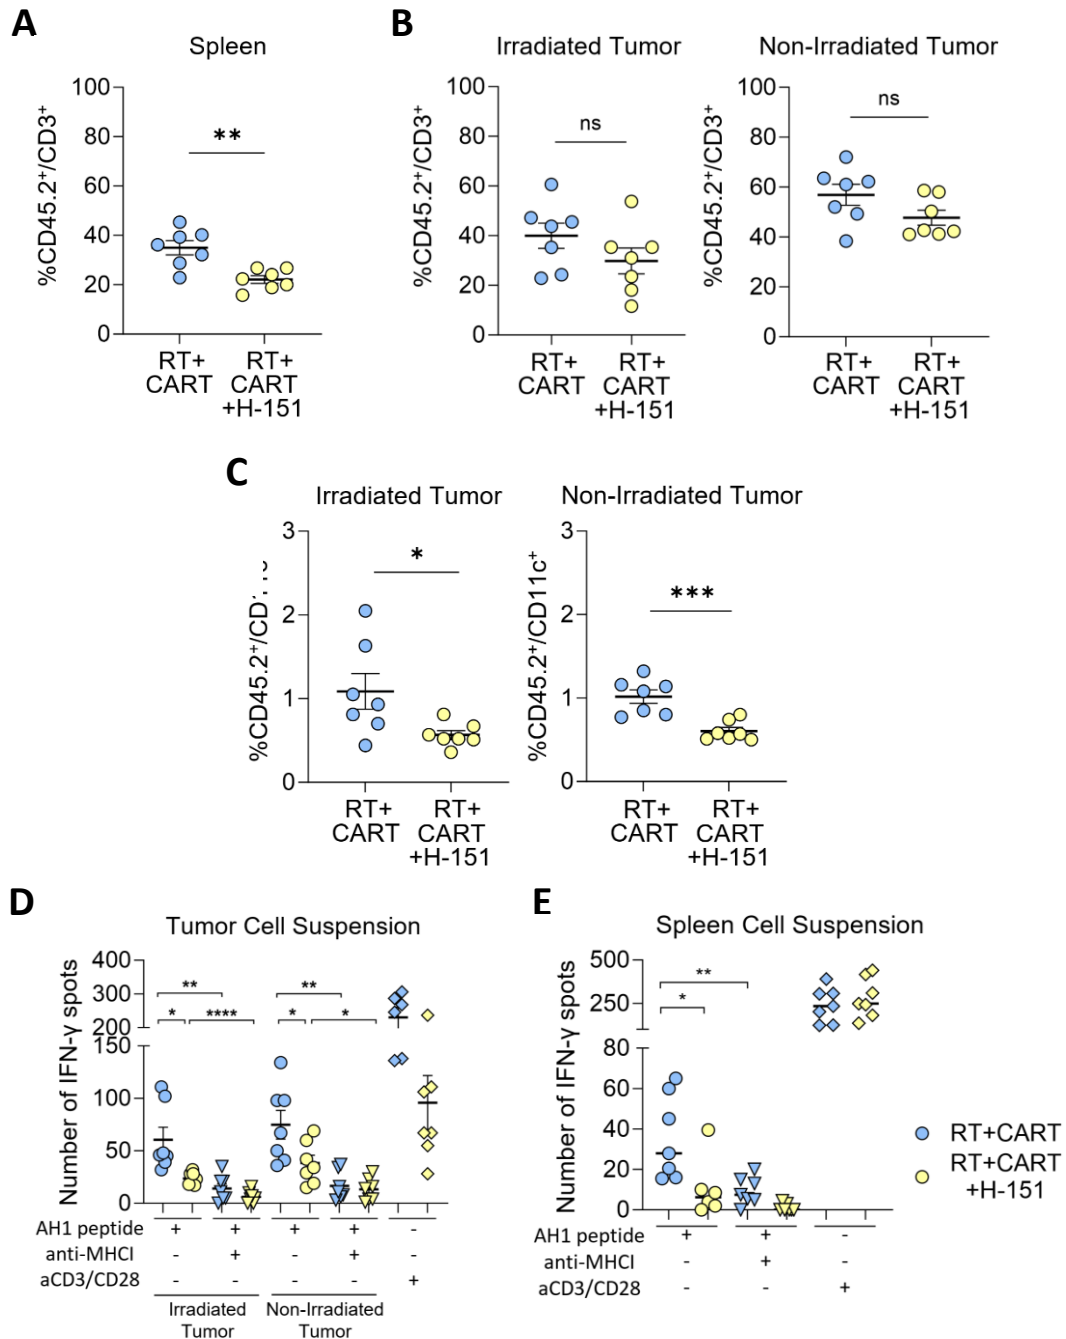 A
Spleen
%CD45.2+/CD3+
100
80
60
40
20
0
**
RT+
CART
RT+
CART
+H-151
B
Irradiated Tumor
%CD45.2+/CD3+
100
80
60
40
20
0
ns
RT+
CART
RT+
CART
+H-151
Non-Irradiated Tumor
%CD45.2+/CD3+
100
80
60
40
20
0
ns
RT+
CART
RT+
CART
+H-151
C
Irradiated Tumor
%CD45.2+/CD
3
2
1
0
*
RT+
CART
RT+
CART
+H-151
Non-Irradiated Tumor
%CD45.2+/CD11c+
3
2
1
0
***
RT+
CART
RT+
CART
+H-151
D
Tumor Cell Suspension
Number of IFN-γ spots
400
300
200
150
100
50
0
** **
* **** * *
AH1 peptide + + + + -
anti-MHCI - + - + -
aCD3/CD28 - - - - +
Irradiated
Tumor
Non-Irradiated
Tumor
E
Spleen Cell Suspension
Number of IFN-γ spots
500
250
0
80
60
40
20
0
**
*
AH1 peptide + + -
anti-MHCI - + -
aCD3/CD28 - - +
RT+CART
RT+CART
+H-151